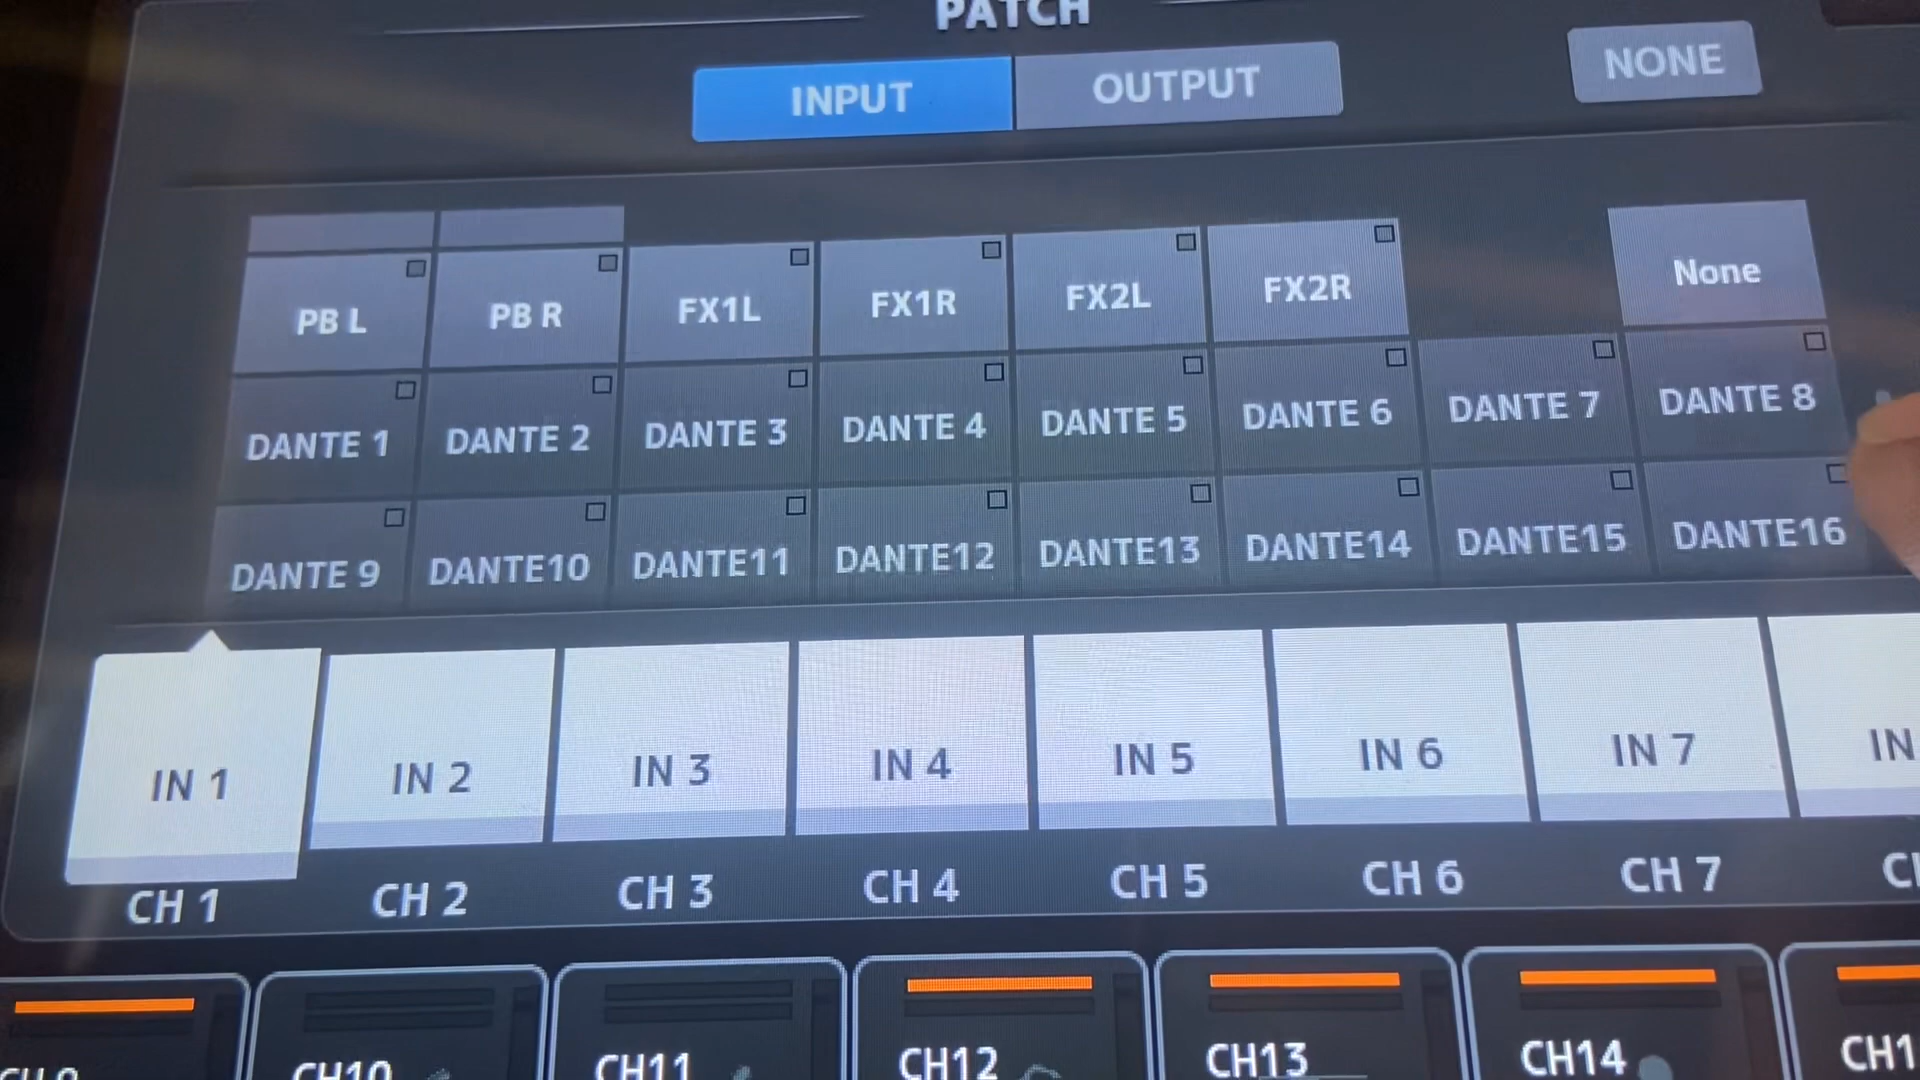 PATCH
INPUT OUTPUT NONE
PB L PB R FX1L FX1R FX2L FX2R None
DANTE 1 DANTE 2 DANTE 3 DANTE 4 DANTE 5 DANTE 6 DANTE 7 DANTE 8
DANTE 9 DANTE10 DANTE11 DANTE12 DANTE13 DANTE14 DANTE15 DANTE16
IN 1 IN 2 IN 3 IN 4 IN 5 IN 6 IN 7 IN
CH 1 CH 2 CH 3 CH 4 CH 5 CH 6 CH 7
CH10 CH11 CH12 CH13 CH14 CH1